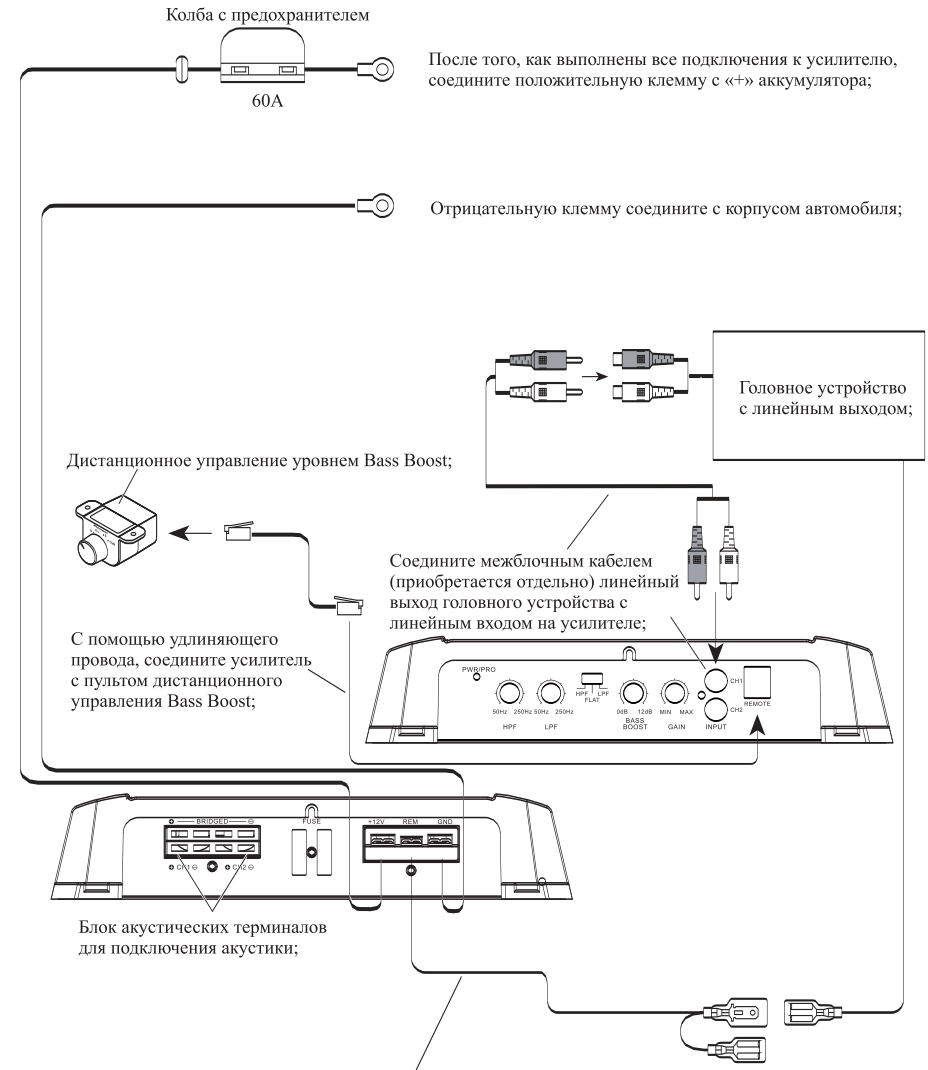 Колба с предохранителем
60А
После того, как выполнены все подключения к усилителю,
соедините положительную клемму с «+» аккумулятора;
Отрицательную клемму соедините с корпусом автомобиля;
Головное устройство
с линейным выходом;
Дистанционное управление уровнем Bass Boost;
Соедините межблочным кабелем
(приобретается отдельно) линейный
выход головного устройства с
линейным входом на усилителе;
С помощью удлиняющего
провода, соедините усилитель
с пультом дистанционного
управления Bass Boost;
PWR/PRO
HPF LPF
FLAT
CH1
CH2
50Hz 250Hz 50Hz 250Hz 0dB 12dB MIN MAX
HPF LPF BASS BOOST GAIN INPUT
REMOTE
+ BRIDGED −
FUSE
+12V REM GND
+ CH1 − + CH2 −
Блок акустических терминалов
для подключения акустики;